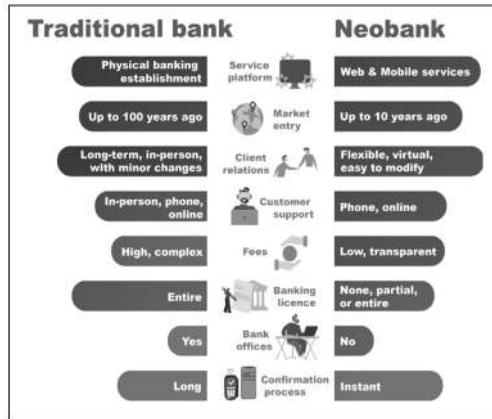 Traditional bank
Neobank
Physical banking
establishment
Service
platform
Web & Mobile services
Up to 100 years ago
Market
entry
Up to 10 years ago
Long-term, in-person,
with minor changes
Client
relations
Flexible, virtual,
easy to modify
In-person, phone,
online
Customer
support
Phone, online
High, complex
Fees
Low, transparent
Entire
Banking
licence
None, partial,
or entire
Yes
Bank
offices
No
Long
Confirmation
process
Instant